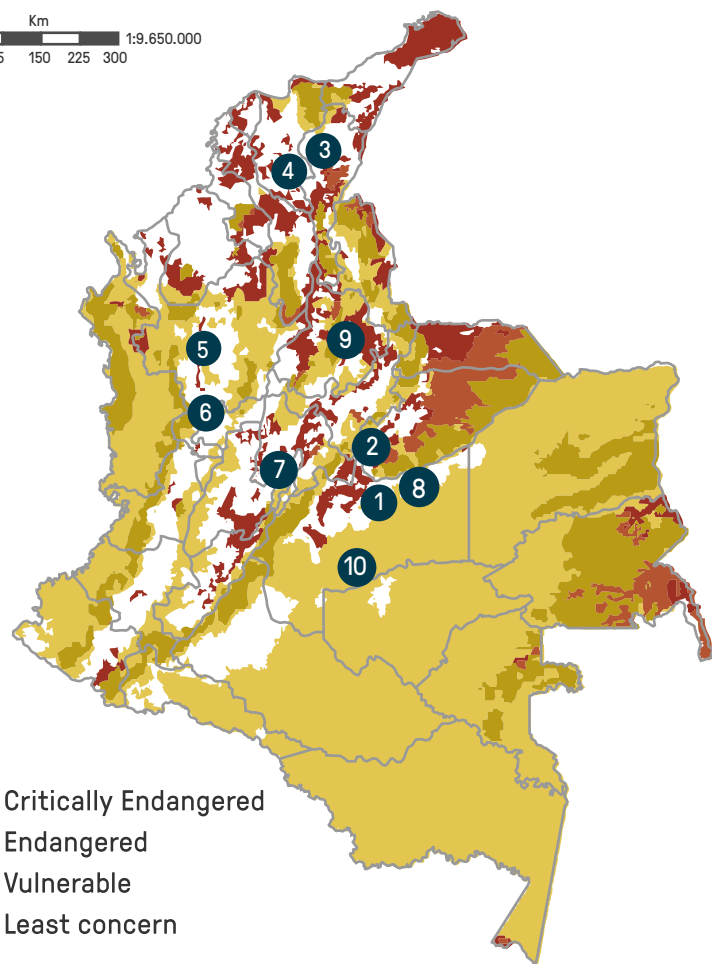 Km
1:9.650.000
5 150 225 300
3
4
9
5
6
2
7
8
1
10
Critically Endangered
Endangered
Vulnerable
Least concern